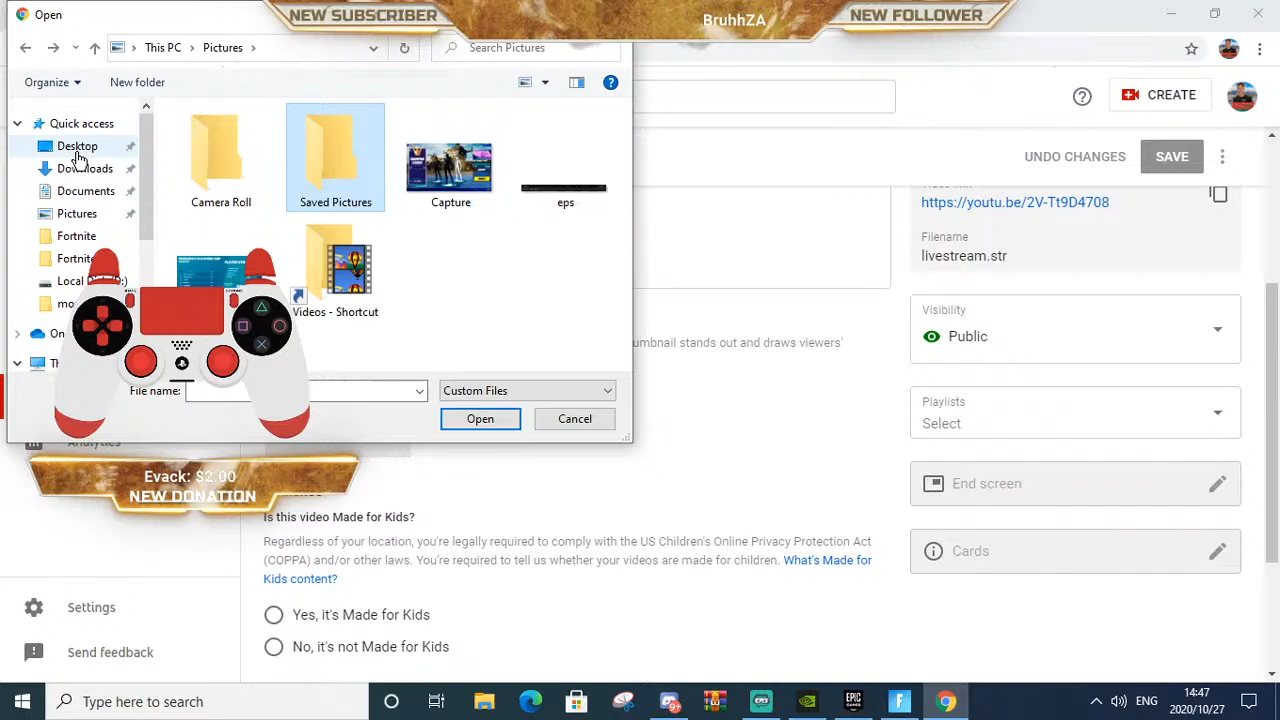 NEW SUBSCRIBER
BruhhZA
NEW FOLLOWER
Open
This PC
Pictures
Search Pictures
Organize
New folder
CREATE
Quick access
Desktop
Downloads
Documents
Pictures
Fortnite
Fortnite
Local
Camera Roll
Saved Pictures
Capture
eps
Videos - Shortcut
File name:
Custom Files
Open
Cancel
UNDO CHANGES
SAVE
https://youtu.be/2V-Tt9D4708
Filename
livestream.str
Visibility
Public
umbnail stands out and draws viewers'
Playlists
Select
End screen
Cards
Analytics
Evack: $2.00
NEW DONATION
Is this video Made for Kids?
Regardless of your location, you're legally required to comply with the US Children's Online Privacy Protection Act
(COPPA) and/or other laws. You're required to tell us whether your videos are made for children. What's Made for
Kids content?
Yes, it's Made for Kids
No, it's not Made for Kids
Settings
Send feedback
Type here to search
EPIC
GAMES
ENG
14:47
2020/10/27